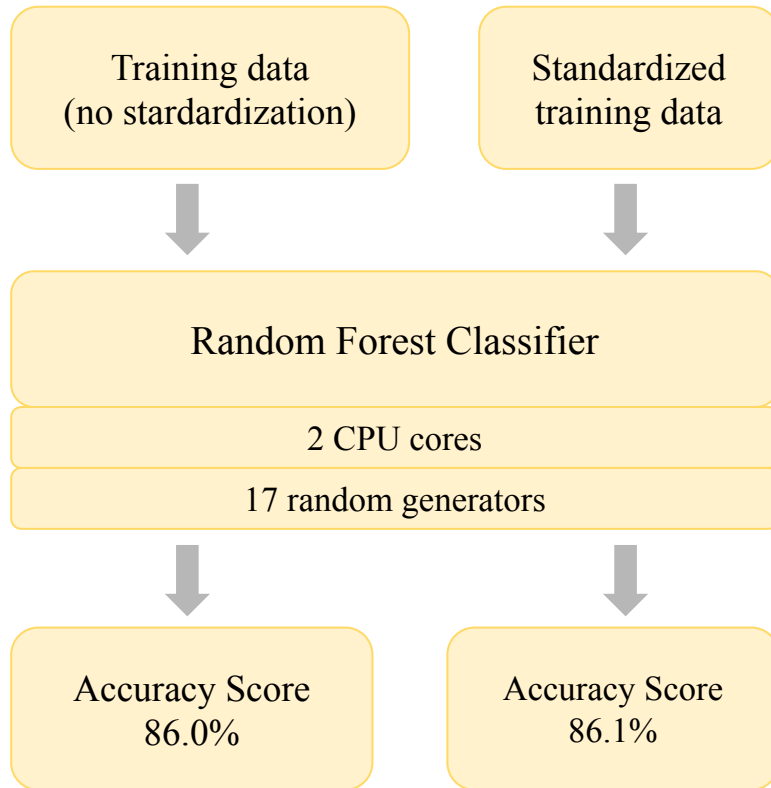 Training data
(no stardardization)
Standardized
training data
Random Forest Classifier
2 CPU cores
17 random generators
Accuracy Score
86.0%
Accuracy Score
86.1%